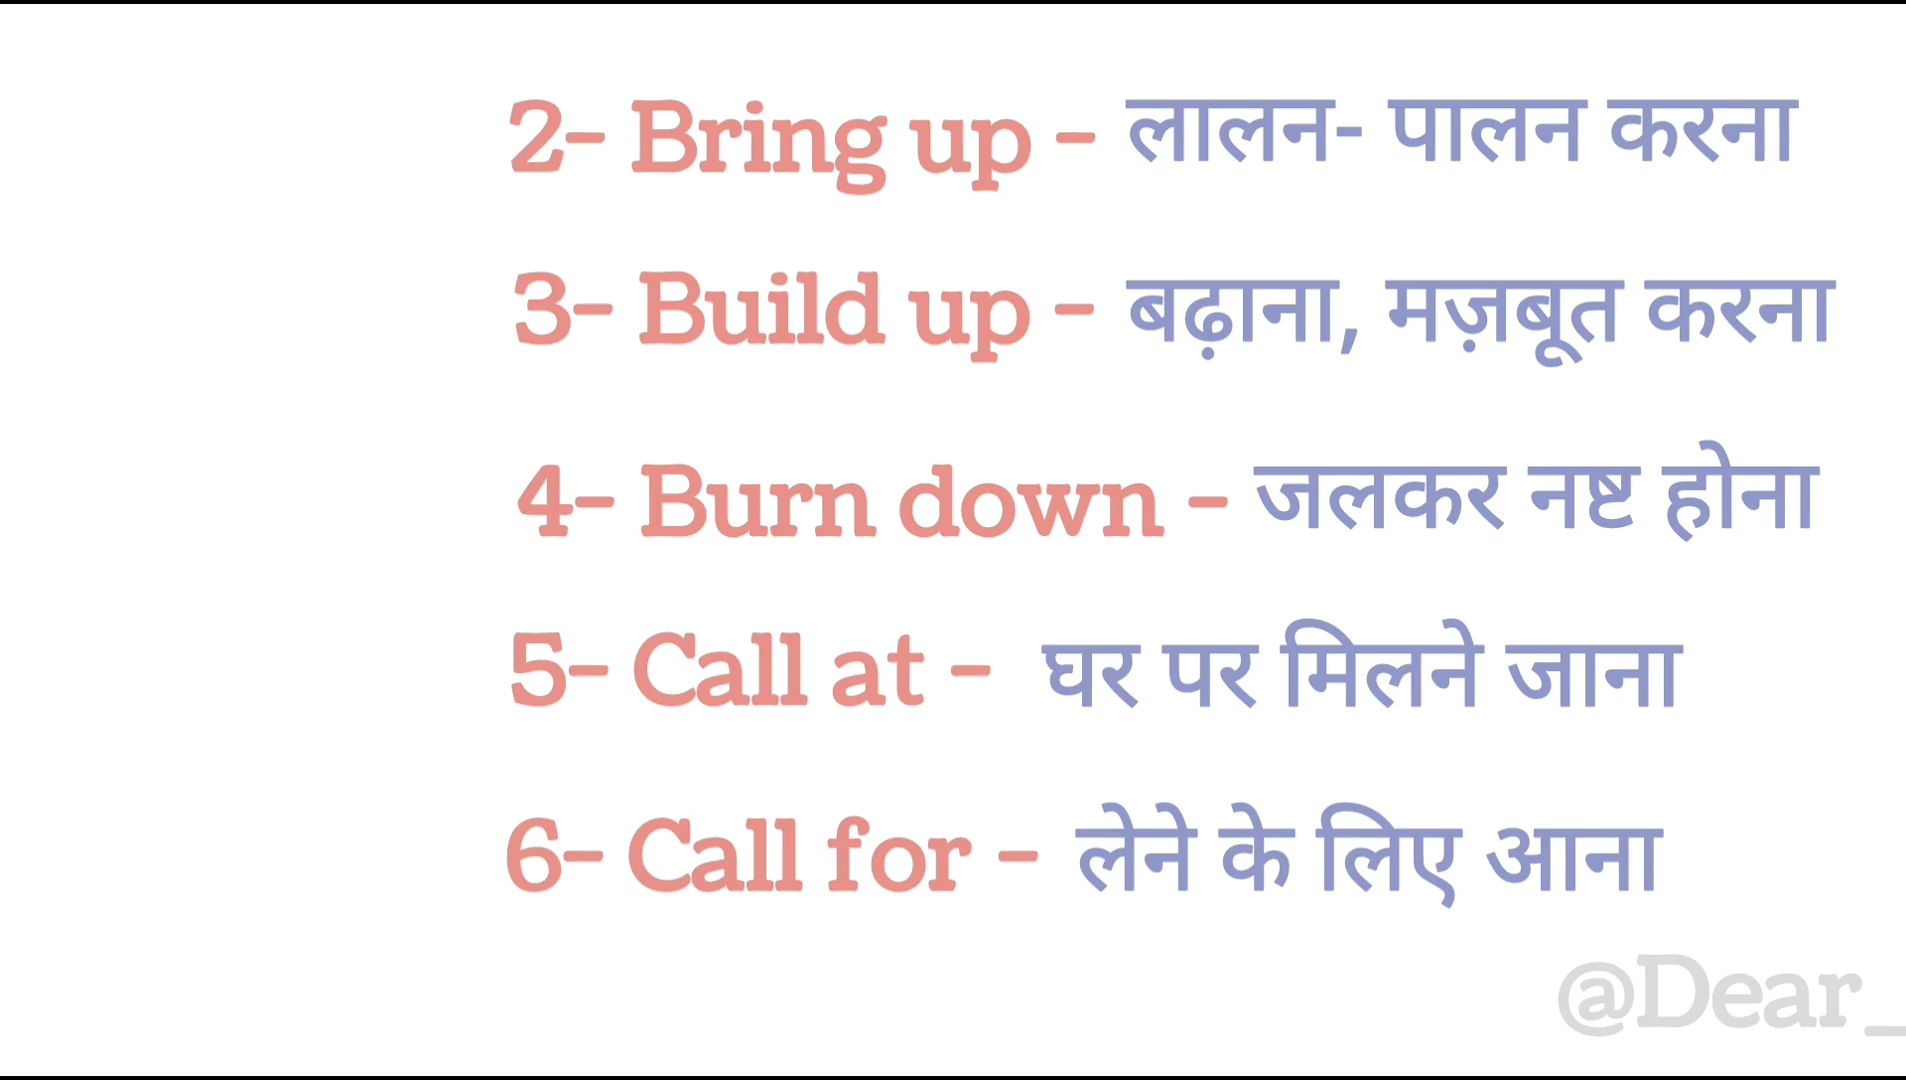 2- Bring up - लालन- पालन करना
3- Build up - बढ़ाना, मज़बूत करना
4- Burn down - जलकर नष्ट होना
5- Call at - घर पर मिलने जाना
6- Call for - लेने के लिए आना
@Dear_